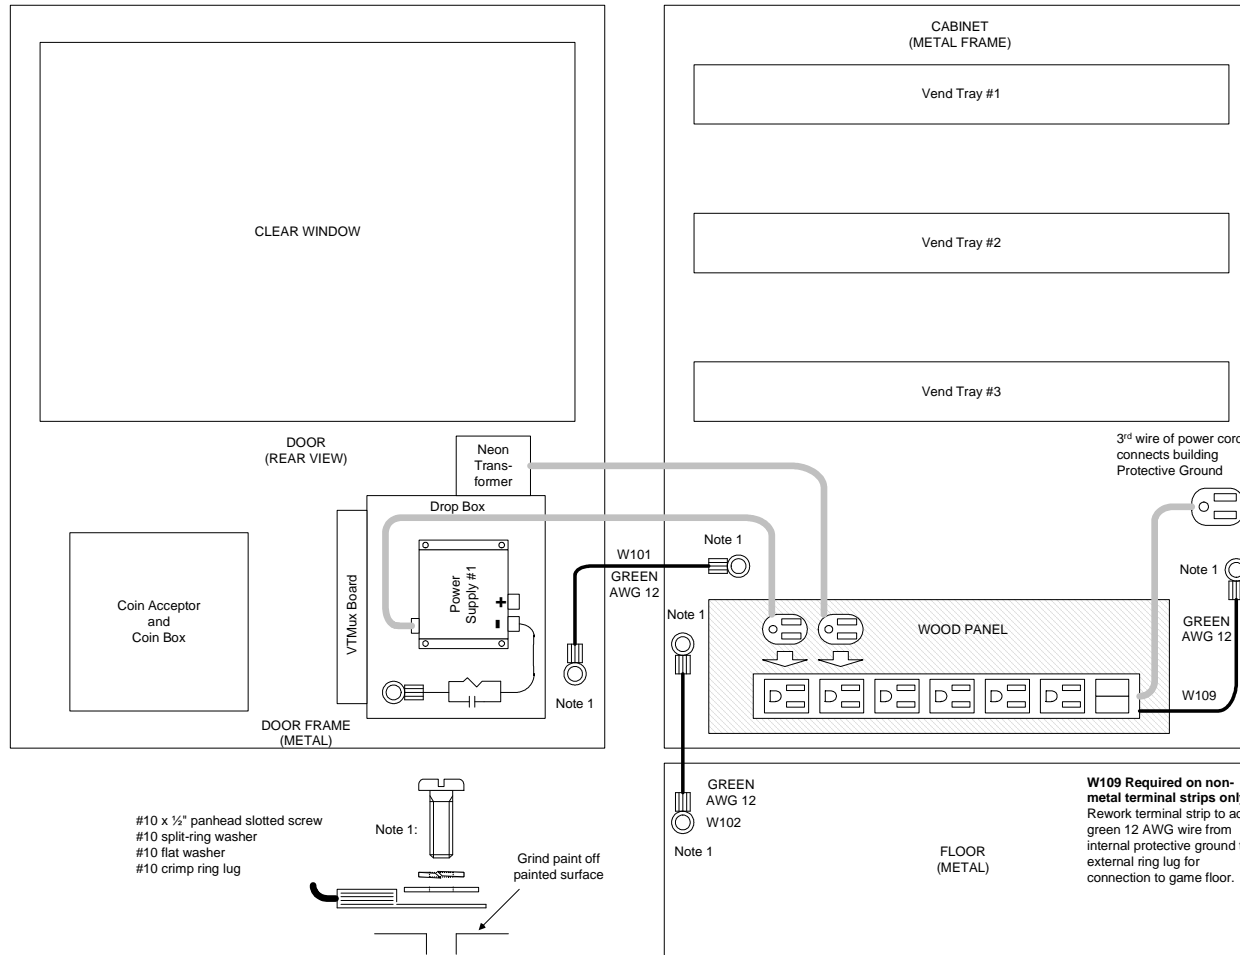 CLEAR WINDOW
DOOR
(REAR VIEW)
Neon
Trans-
former
Drop Box
VTMux Board
Power
Supply #1
+
-
Coin Acceptor
and
Coin Box
DOOR FRAME
(METAL)
W101
GREEN
AWG 12
Note 1
Note 1
CABINET
(METAL FRAME)
Vend Tray #1
Vend Tray #2
Vend Tray #3
3rd wire of power cord
connects building
Protective Ground
Note 1
Note 1
WOOD PANEL
GREEN
AWG 12
W109
GREEN
AWG 12
W102
Note 1
FLOOR
(METAL)
W109 Required on non-
metal terminal strips only
Rework terminal strip to
green 12 AWG wire from
internal protective ground
external ring lug for
connection to game floor.
#10 x ½" panhead slotted screw
#10 split-ring washer
#10 flat washer
#10 crimp ring lug
Note 1:
Grind paint off
painted surface